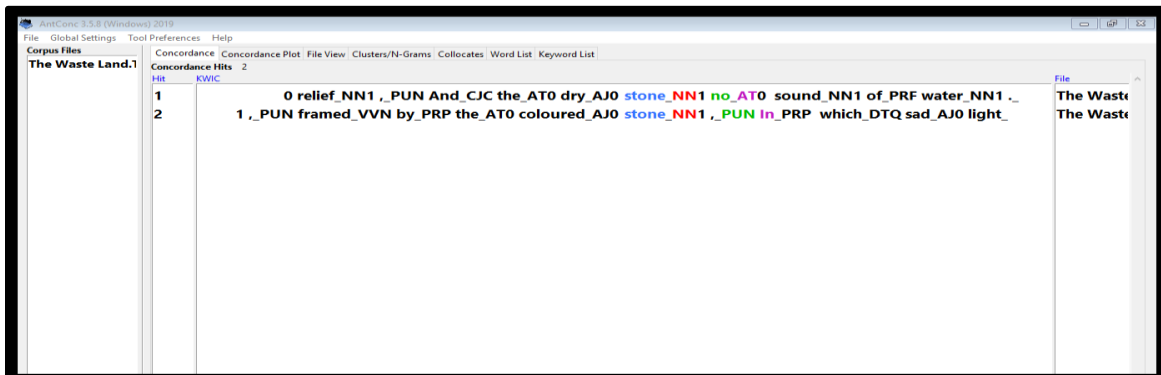 AntConc 3.5.8 (Windows) 2019
File Global Settings Tool Preferences Help
Corpus Files
The Waste Land.T
Concordance Concordance Plot File View Clusters/N-Grams Collocates Word List Keyword List
Concordance Hits 2
Hit KWIC File
1 0 relief_NN1 ,_PUN And_CJC the_AT0 dry_AJ0 stone_NN1 no_AT0 sound_NN1 of_PRF water_NN1 ._ The Waste
2 1 ,_PUN framed_VVN by_PRP the_AT0 coloured_AJ0 stone_NN1 ,_PUN In_PRP which_DTQ sad_AJ0 light_ The Waste